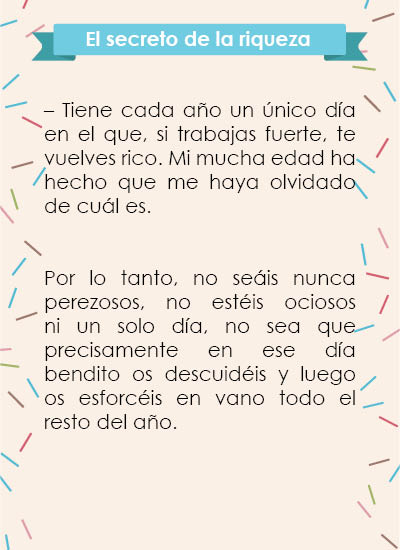 El secreto de la riqueza
– Tiene cada año un único día
en el que, si trabajas fuerte, te
vuelves rico. Mi mucha edad ha
hecho que me haya olvidado
de cuál es.
Por lo tanto, no seáis nunca
perezosos, no estéis ociosos
ni un solo día, no sea que
precisamente en ese día
bendito os descuidéis y luego
os esforcéis en vano todo el
resto del año.